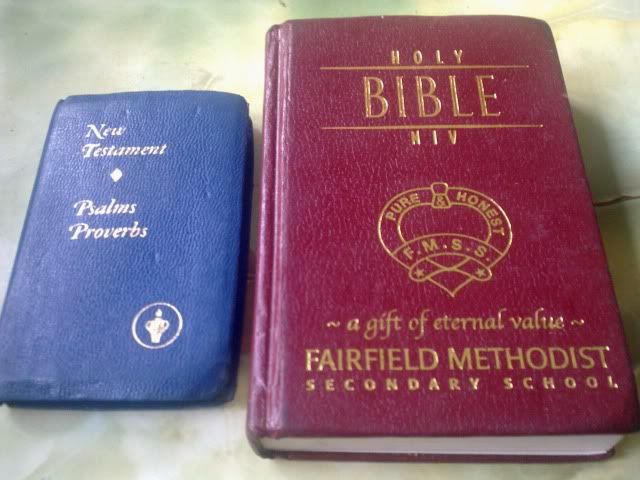 New
Testament
Psalms
Proverbs
HOLY
BIBLE
NIV
PURE & HONEST
F.M.S.S
~ a gift of eternal value ~
FAIRFIELD METHODIST
SECONDARY SCHOOL